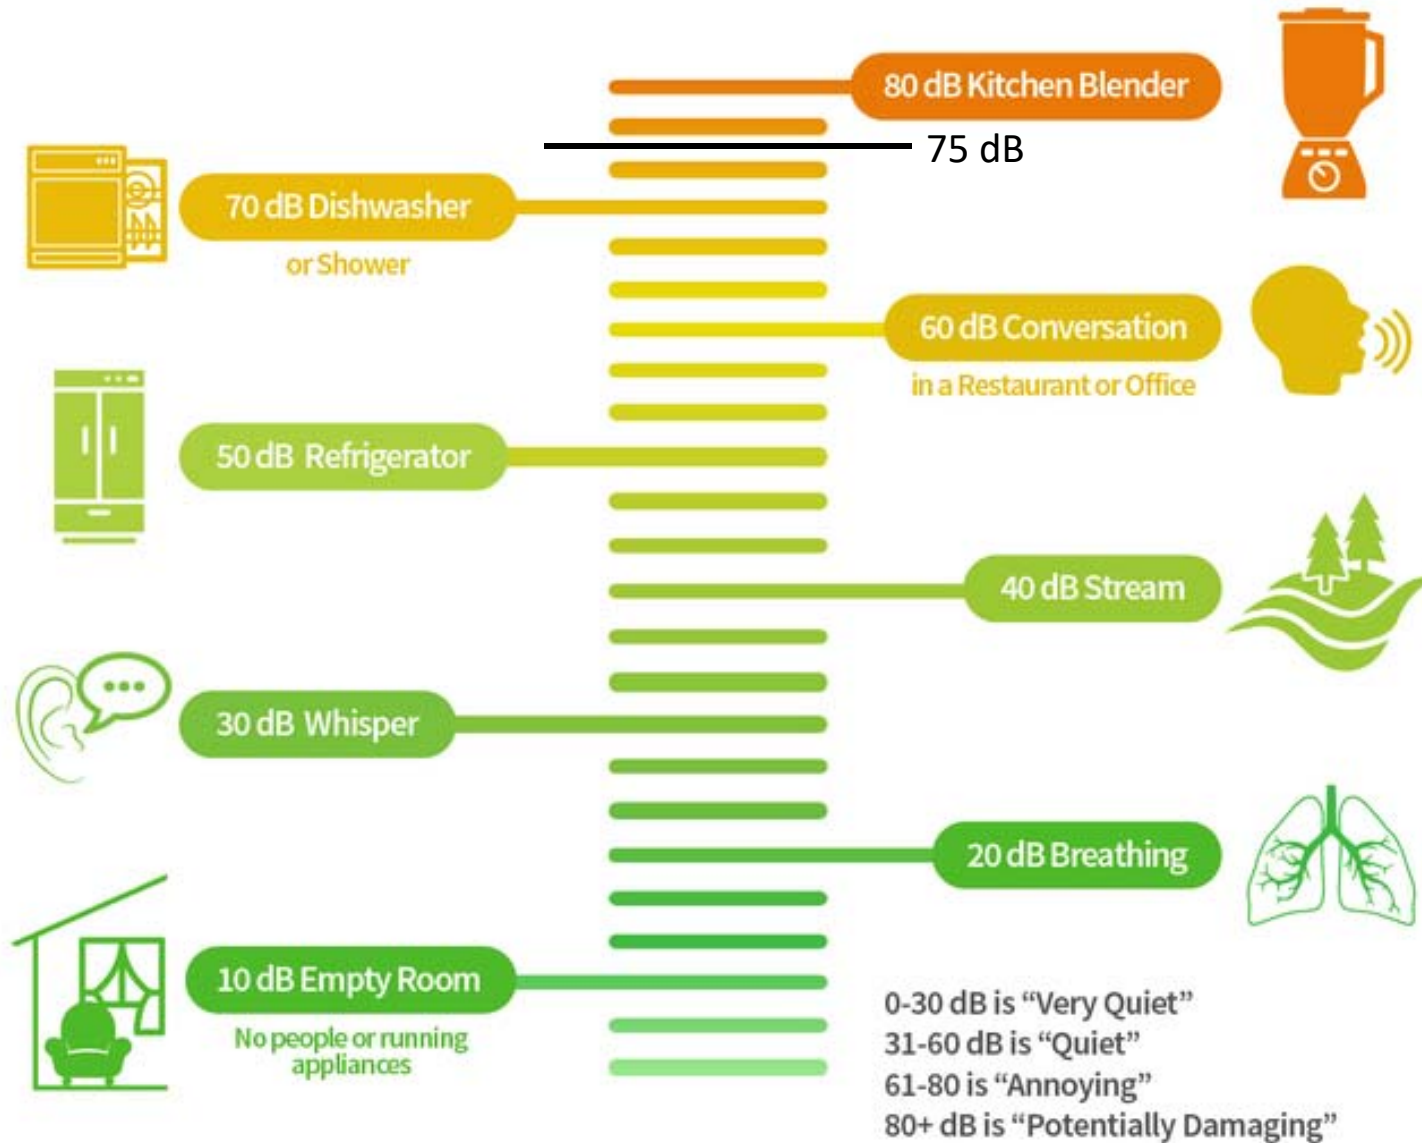 80 dB Kitchen Blender
75 dB
70 dB Dishwasher
or Shower
60 dB Conversation
in a Restaurant or Office
50 dB Refrigerator
40 dB Stream
30 dB Whisper
20 dB Breathing
10 dB Empty Room
No people or running
appliances
0-30 dB is “Very Quiet”
31-60 dB is “Quiet”
61-80 is “Annoying”
80+ dB is “Potentially Damaging”